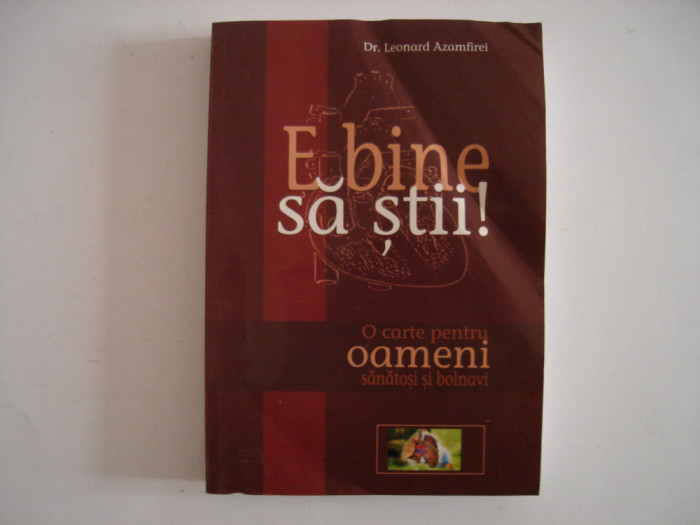 Dr. Leonard Azamfirei
E bine
să știi!
O carte pentru
oameni
sănătoși și bolnavi